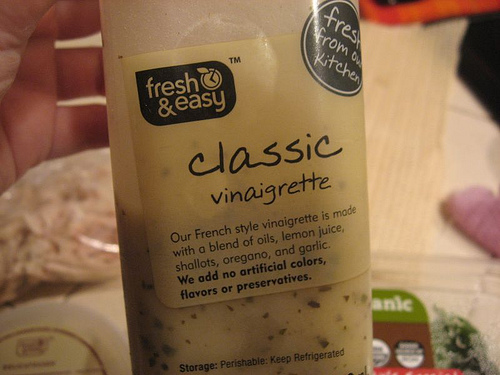 fresh
from our
kitchen
fresh
& easy
™
classic
vinaigrette
Our French style vinaigrette is made
with a blend of oils, lemon juice,
shallots, oregano, and garlic.
We add no artificial colors,
flavors or preservatives.
Storage: Perishable: Keep Refrigerated
anic